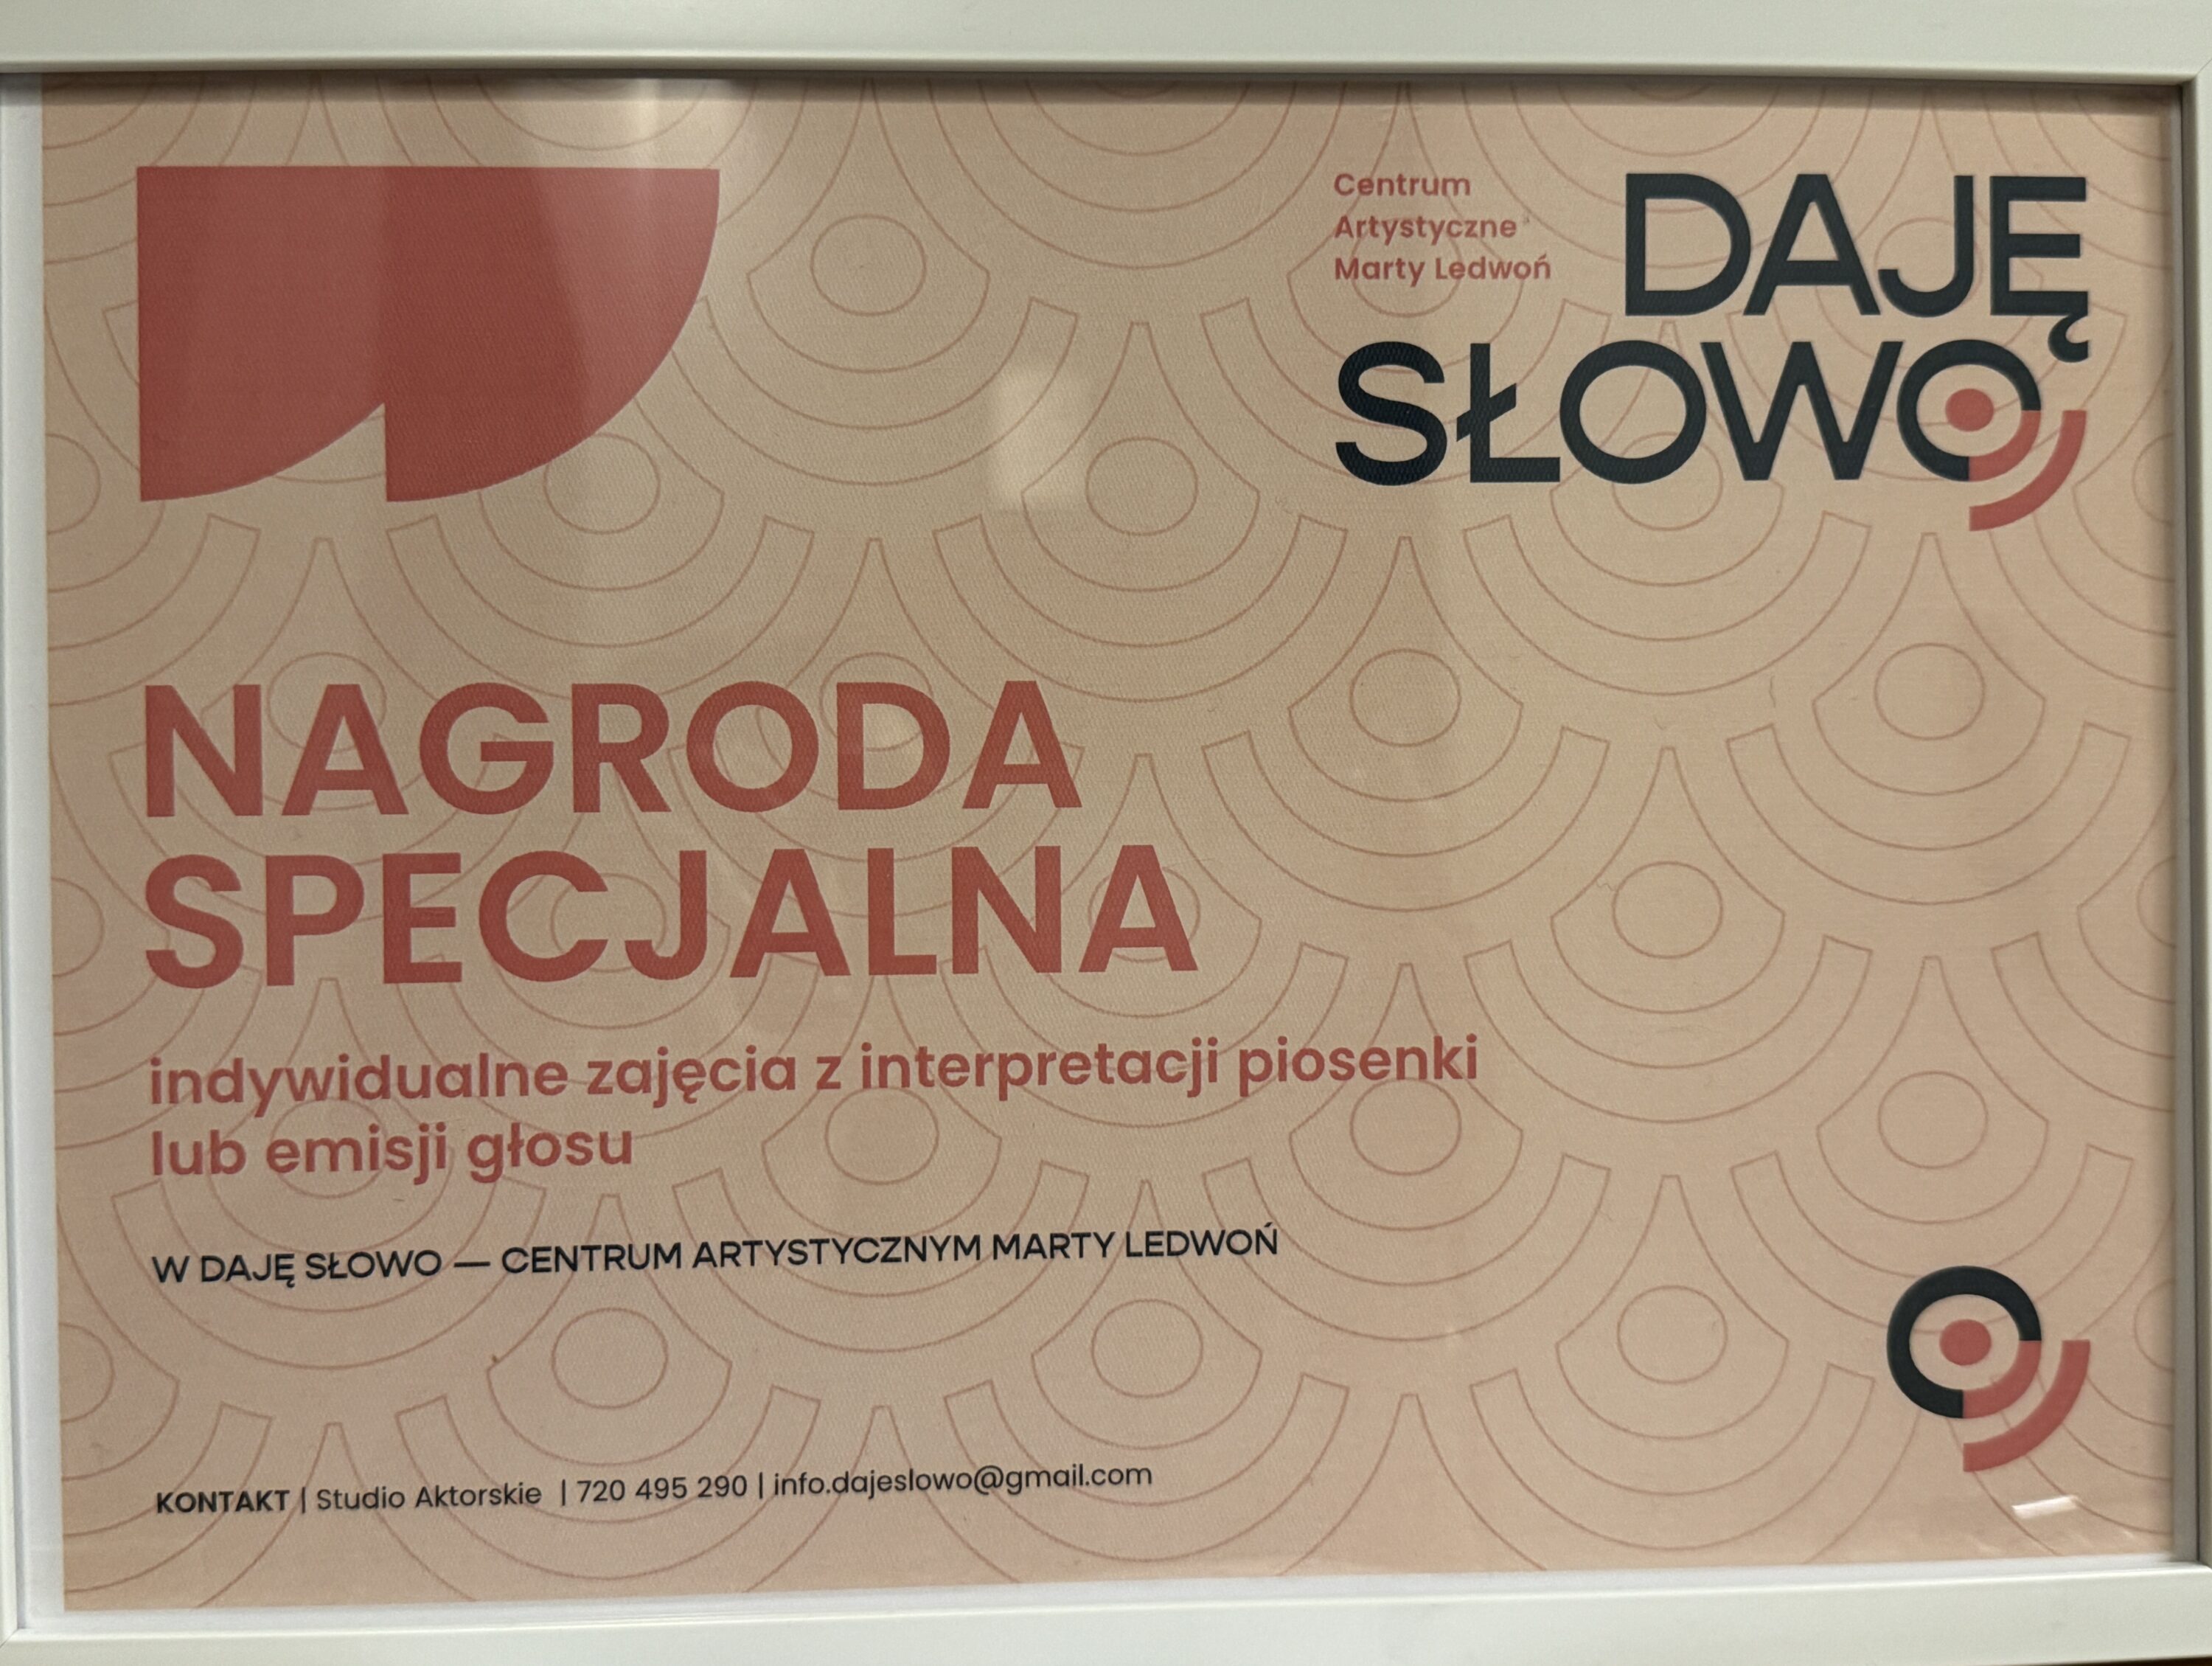 Centrum
Artystyczne
Marty Ledwoń
DAJĘ
SŁOWO
NAGRODA
SPECJALNA
indywidualne zajęcia z interpretacji piosenki
lub emisji głosu
W DAJĘ SŁOWO — CENTRUM ARTYSTYCZNYM MARTY LEDWOŃ
KONTAKT | Studio Aktorskie | 720 495 290 | info.dajeslowo@gmail.com